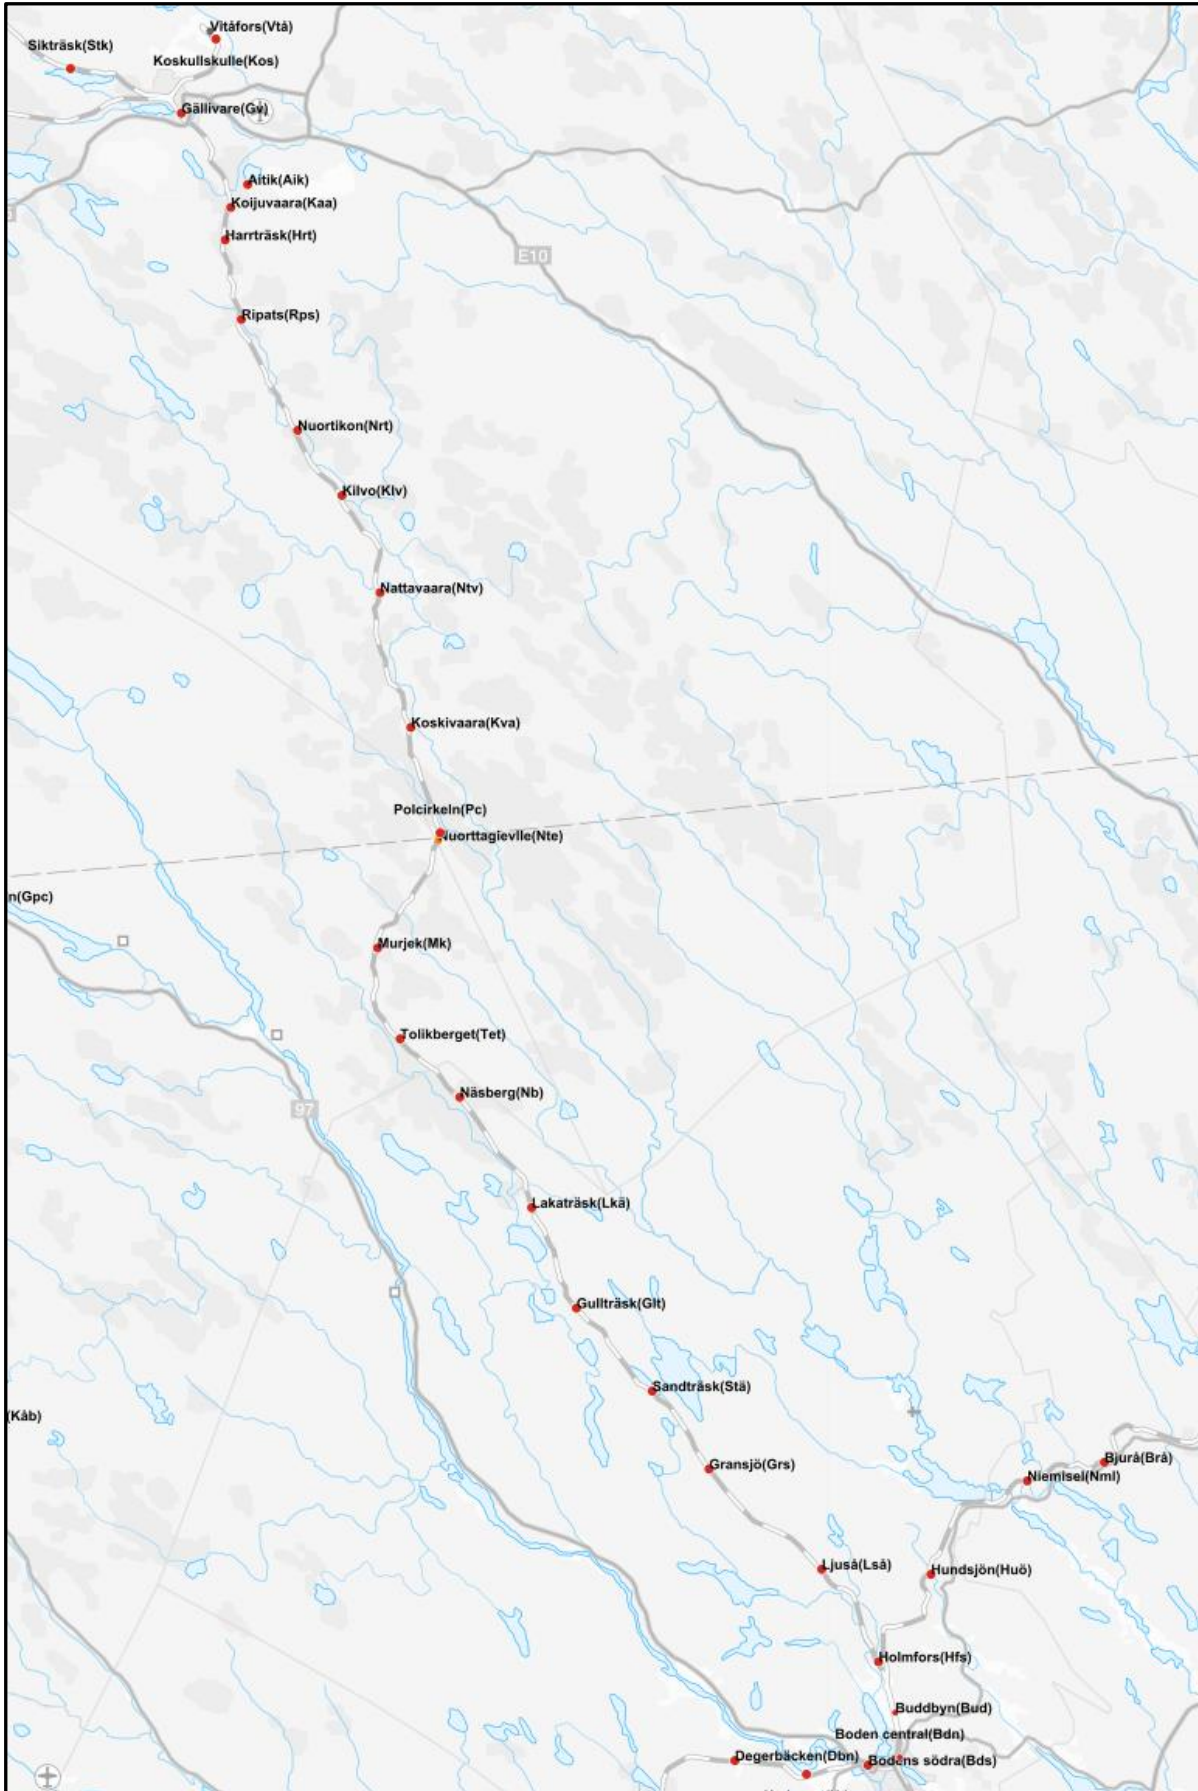 Vitåfors(Vtå)
Sikträsk(Stk)
Koskullskulle(Kos)
Gällivare(Gv)
Aitik(Aik)
Koijuvaara(Kaa)
Harrträsk(Hrt)
E10
Ripats(Rps)
Nuortikon(Nrt)
Kilvo(Klv)
Nattavaara(Ntv)
Koskivaara(Kva)
Polcirkeln(Pc)
Nuorttagievlle(Nte)
n(Gpc)
Murjek(Mk)
Tolikberget(Tet)
Näsberg(Nb)
97
Lakaträsk(Lkä)
Gullträsk(Glt)
Sandträsk(Stä)
(Kåb)
Bjurå(Brå)
Gransjö(Grs)
Niemisel(Nml)
Ljuså(Lså)
Hundsjön(Huö)
Holmfors(Hfs)
Buddbyn(Bud)
Boden central(Bdn)
Degerbäcken(Dbn)
Bodens södra(Bds)